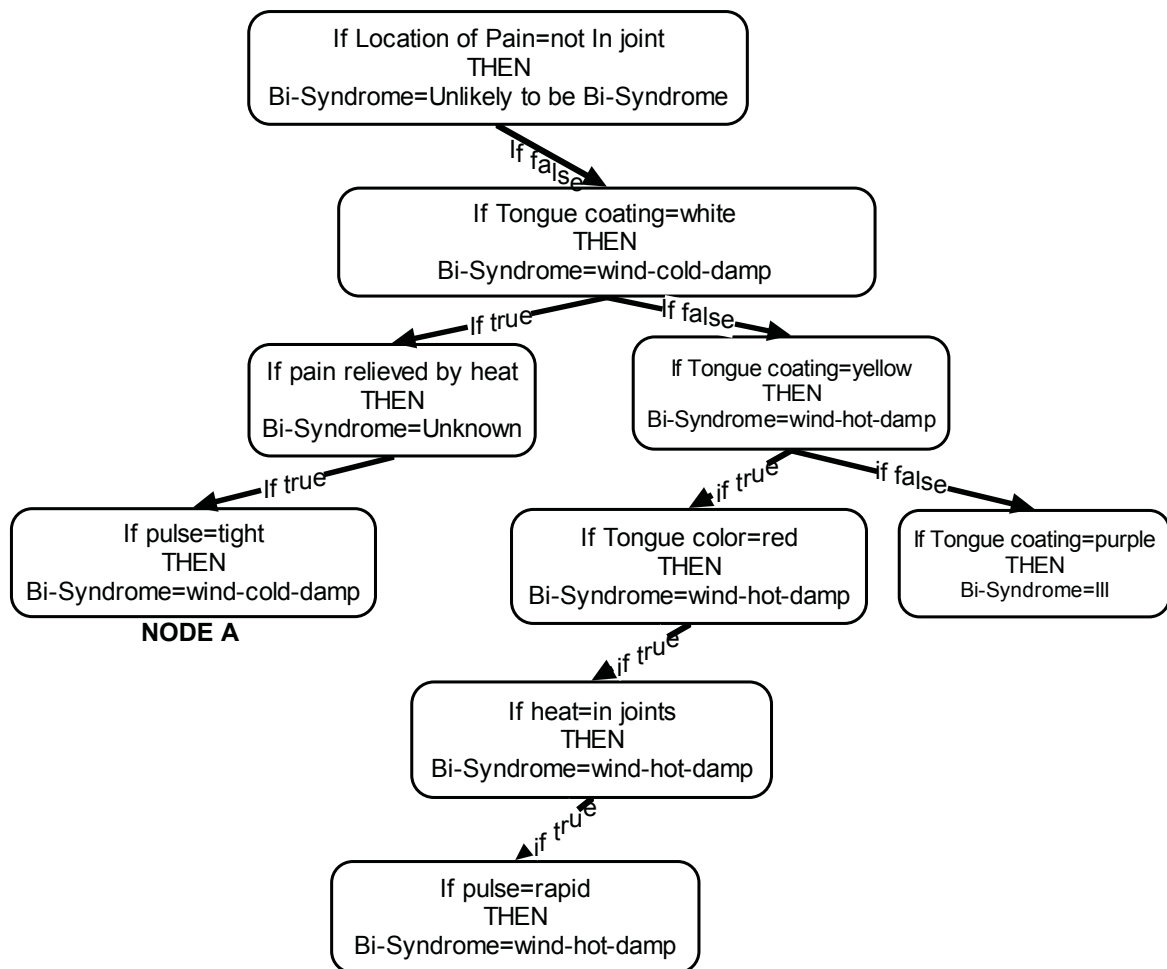 If Location of Pain=not In joint
THEN
Bi-Syndrome=Unlikely to be Bi-Syndrome
If false
If Tongue coating=white
THEN
Bi-Syndrome=wind-cold-damp
If true
If false
If pain relieved by heat
THEN
Bi-Syndrome=Unknown
If Tongue coating=yellow
THEN
Bi-Syndrome=wind-hot-damp
If true
if true
if false
If pulse=tight
THEN
Bi-Syndrome=wind-cold-damp
NODE A
If Tongue color=red
THEN
Bi-Syndrome=wind-hot-damp
If Tongue coating=purple
THEN
Bi-Syndrome=III
if true
If heat=in joints
THEN
Bi-Syndrome=wind-hot-damp
if true
If pulse=rapid
THEN
Bi-Syndrome=wind-hot-damp